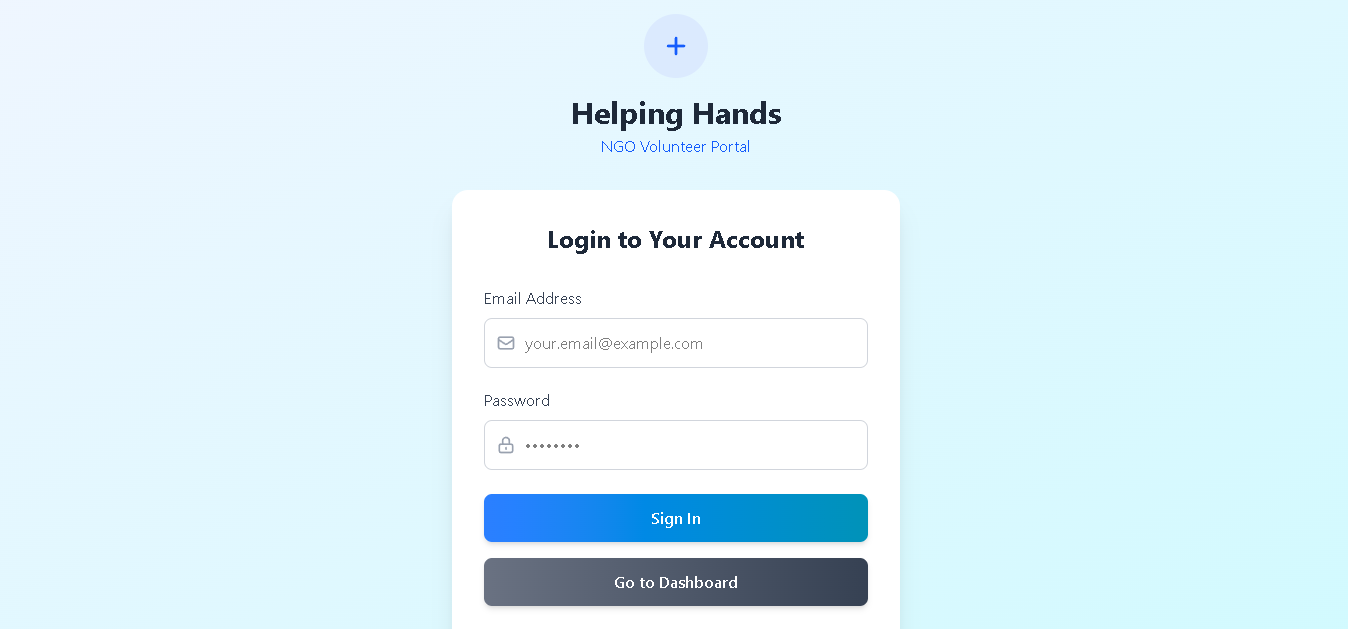 Helping Hands
NGO Volunteer Portal
Login to Your Account
Email Address
your.email@example.com
Password
••••••••
Sign In
Go to Dashboard